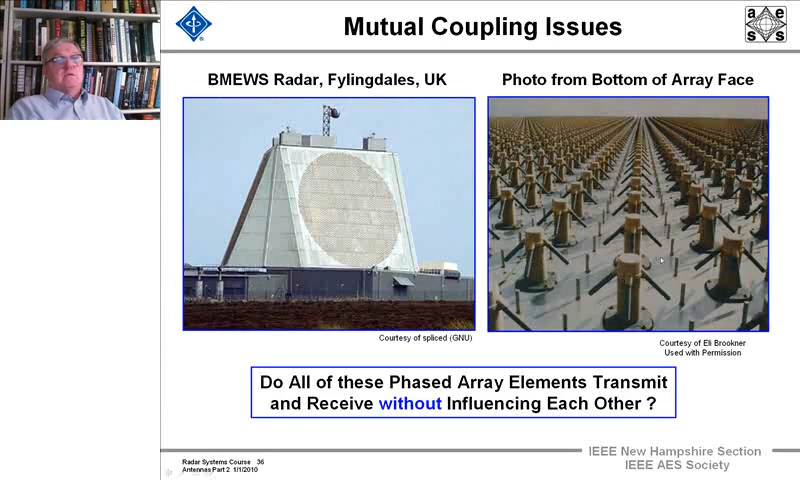 Mutual Coupling Issues
a e
s s
BMEWS Radar, Fylingdales, UK
Photo from Bottom of Array Face
Courtesy of spliced (GNU)
Courtesy of Eli Brookner
Used with Permission
Do All of these Phased Array Elements Transmit
and Receive without Influencing Each Other ?
Radar Systems Course 36
Antennas Part 2 1/1/2010
IEEE New Hampshire Section
IEEE AES Society